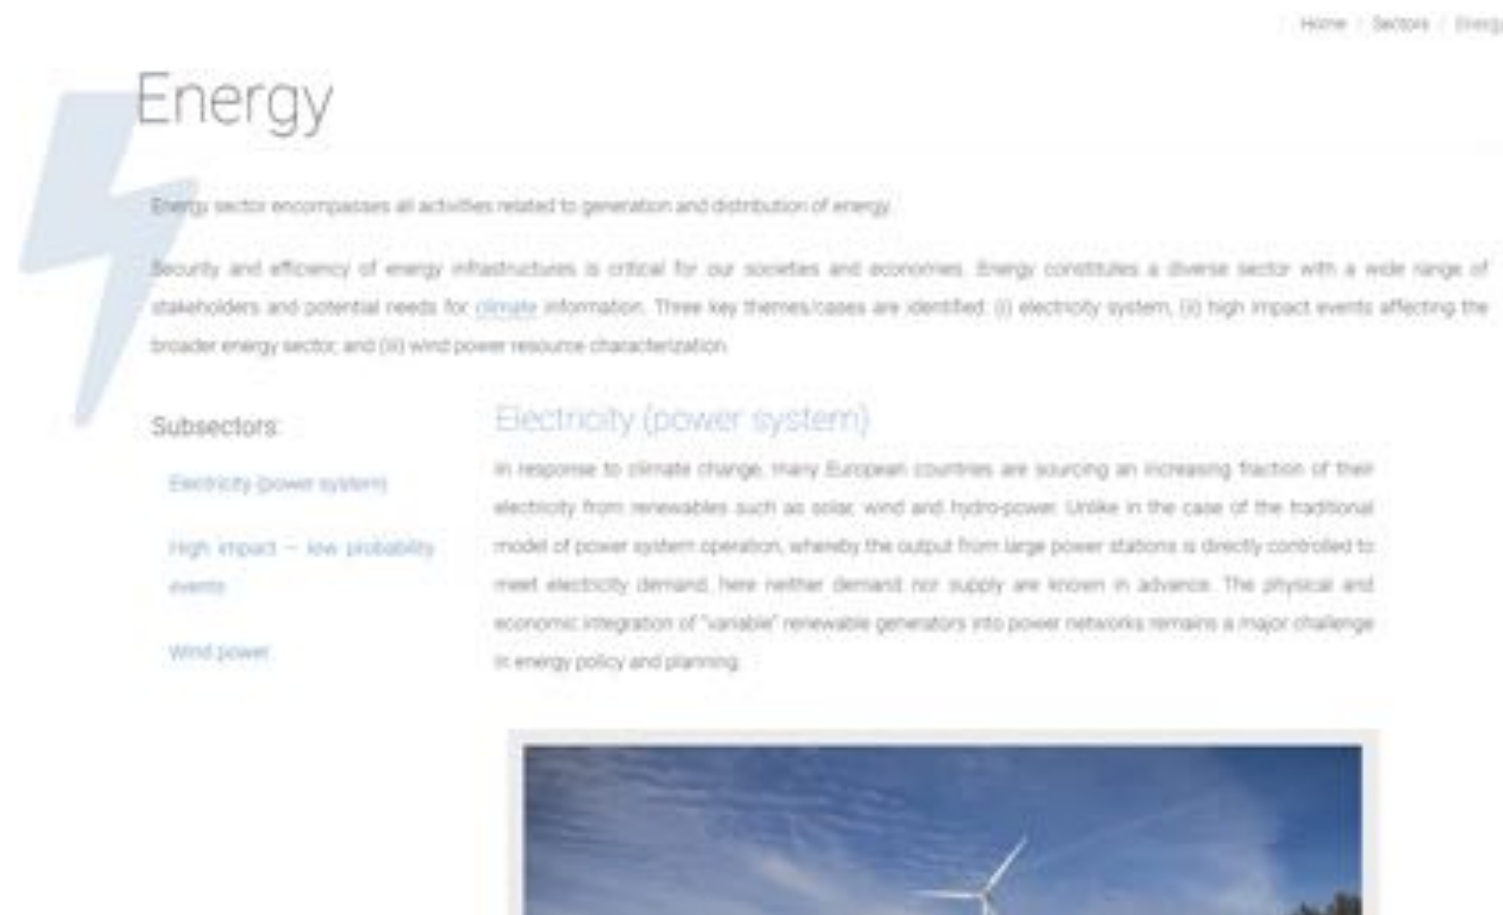 Home / Sectors / Energy
Energy
Energy sector encompasses all activities related to generation and distribution of energy.
Security and efficiency of energy infrastructures is critical for our societies and economies. Energy constitutes a diverse sector with a wide range of
stakeholders and potential needs for climate information. Three key themes/cases are identified: (i) electricity system, (ii) high impact events affecting the
broader energy sector, and (iii) wind power resource characterization.
Subsectors:
Electricity (power system)
High impact – low probability
events
Wind power
Electricity (power system)
In response to climate change, many European countries are sourcing an increasing fraction of their
electricity from renewables such as solar, wind and hydro-power. Unlike in the case of the traditional
model of power system operation, whereby the output from large power stations is directly controlled to
meet electricity demand, here neither demand nor supply are known in advance. The physical and
economic integration of "variable" renewable generators into power networks remains a major challenge
in energy policy and planning.